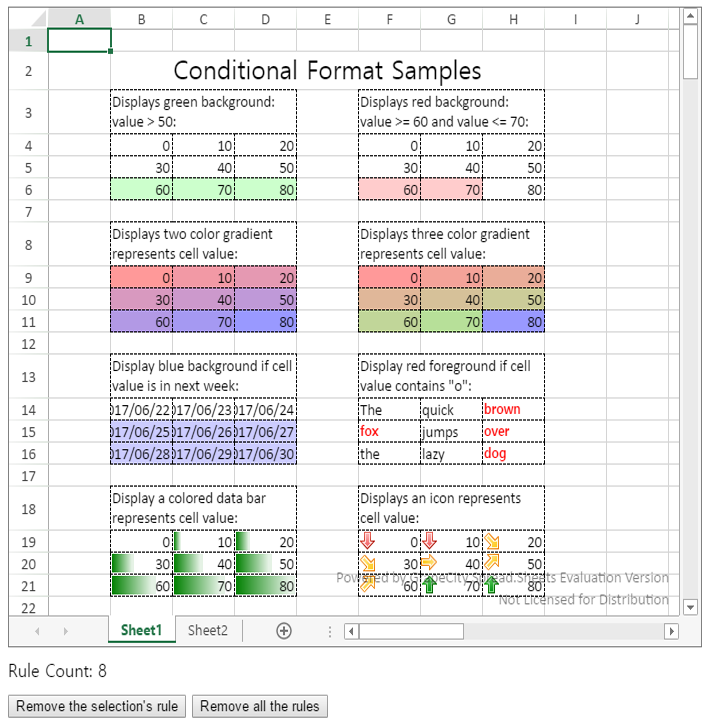 A B C D E F G H I J
1
2 Conditional Format Samples
3 Displays green background: value > 50: Displays red background: value >= 60 and value <= 70:
4 0 10 20 0 10 20
5 30 40 50 30 40 50
6 60 70 80 60 70 80
7
8 Displays two color gradient represents cell value: Displays three color gradient represents cell value:
9 0 10 20 0 10 20
10 30 40 50 30 40 50
11 60 70 80 60 70 80
12
13 Display blue background if cell value is in next week: Display red foreground if cell value contains "o":
14 017/06/22 017/06/23 017/06/24 The quick brown
15 017/06/25 017/06/26 017/06/27 fox jumps over
16 017/06/28 017/06/29 017/06/30 the lazy dog
17
18 Display a colored data bar represents cell value: Displays an icon represents cell value:
19 0 10 20 0 10 20
20 30 40 50 30 40 50
21 60 70 80 60 70 80
Powered by GrapeCity Spread.Sheets Evaluation Version
Not Licensed for Distribution
22
Sheet1 Sheet2
Rule Count: 8
Remove the selection's rule Remove all the rules